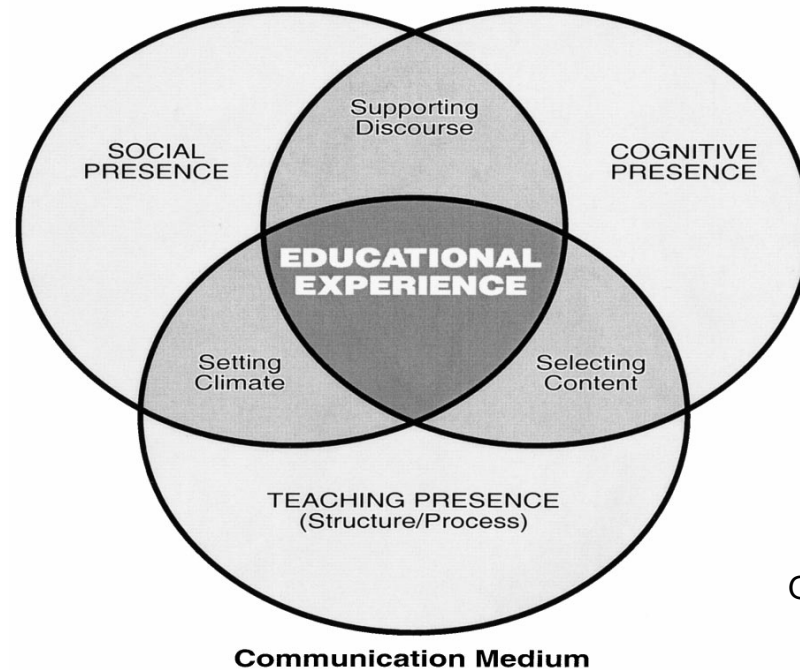 Supporting
Discourse
SOCIAL
PRESENCE
COGNITIVE
PRESENCE
EDUCATIONAL
EXPERIENCE
Setting
Climate
Selecting
Content
TEACHING PRESENCE
(Structure/Process)
Communication Medium